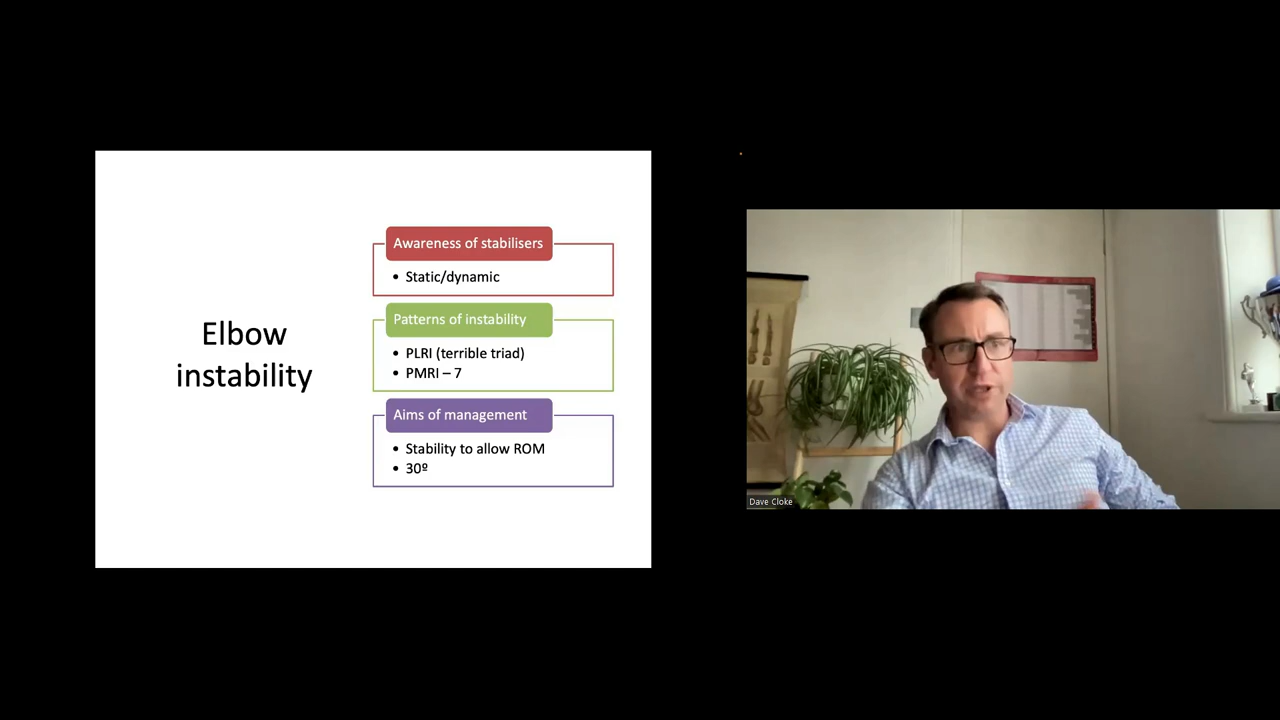 Elbow
instability
Awareness of stabilisers
• Static/dynamic
Patterns of instability
• PLRI (terrible triad)
• PMRI – 7
Aims of management
• Stability to allow ROM
• 30º
Dave Cloke